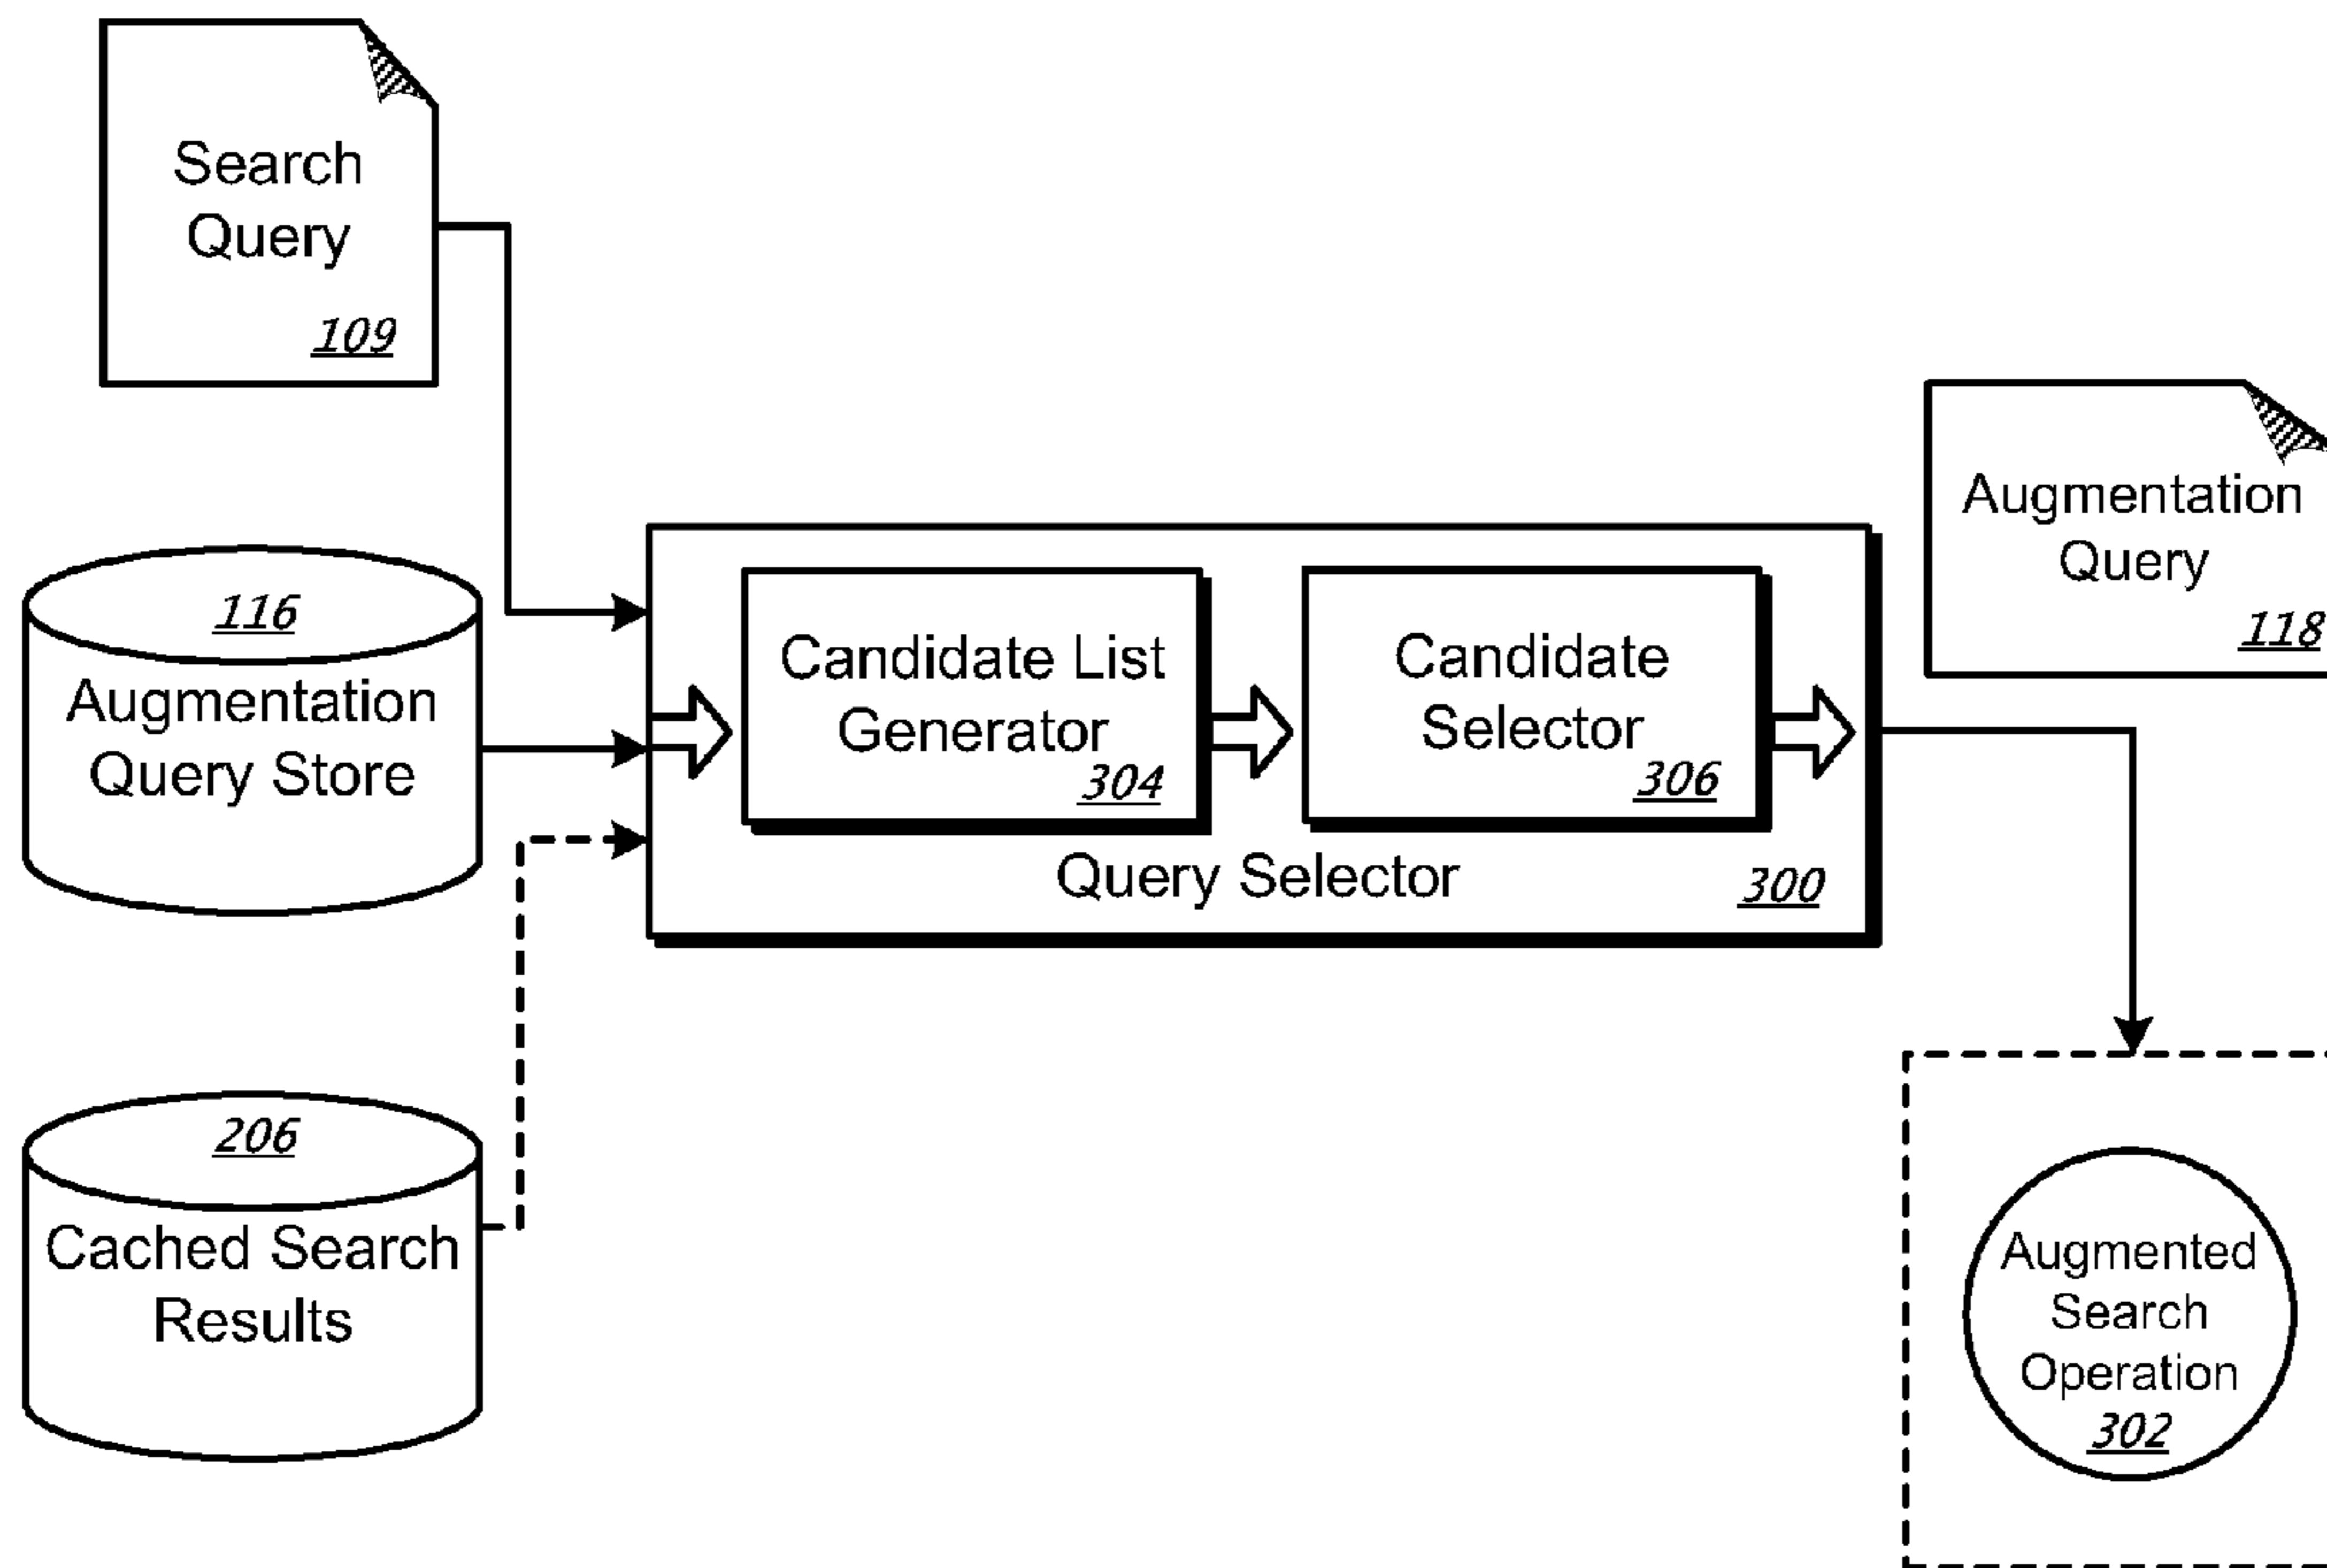 Search
Query
109
116
Augmentation
Query Store
206
Cached Search
Results
Candidate List
Generator
304
Candidate
Selector
306
Query Selector
300
Augmentation
Query
118
Augmented
Search
Operation
302